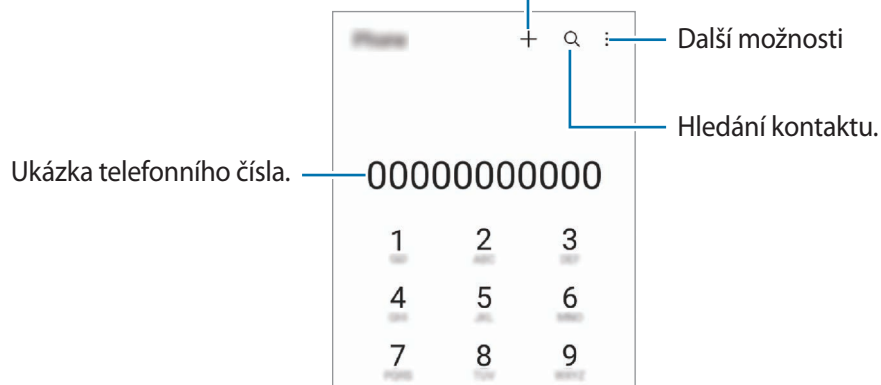 Další možnosti
Hledání kontaktu.
Ukázka telefonního čísla.
00000000000
1 2 3
4 5 6
7 8 9